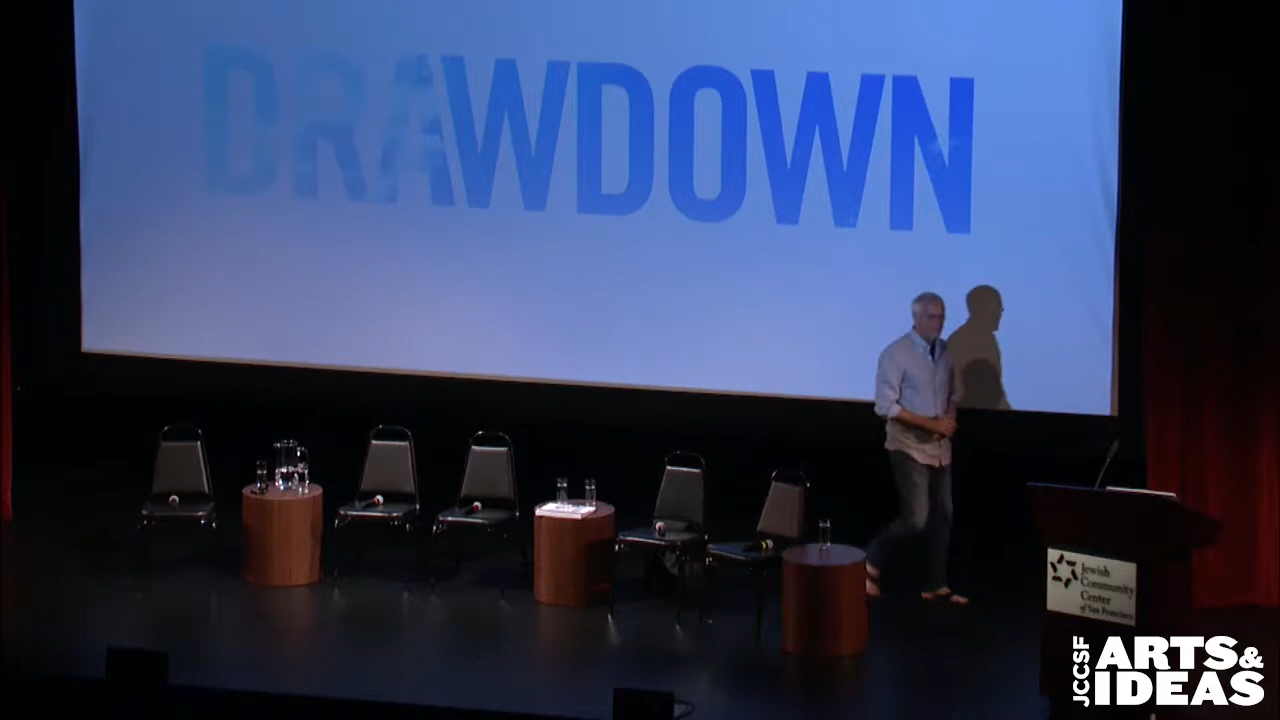 DRAWDOWN
Jewish
Community
Center
of San Francisco
JCCSF
ARTS&
IDEAS